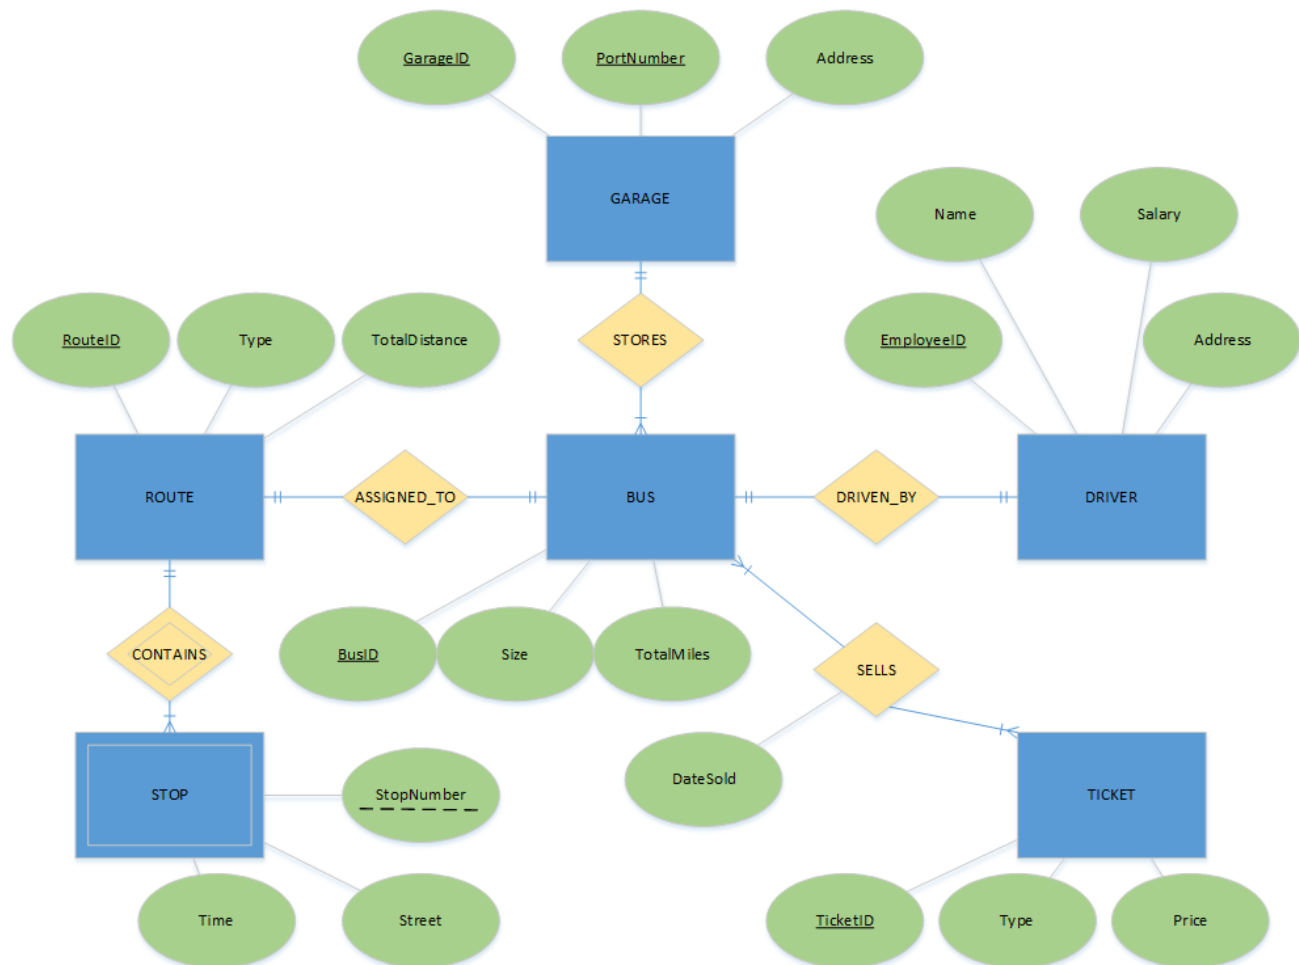 GarageID
PortNumber
Address
GARAGE
Name
Salary
STORES
RouteID
Type
TotalDistance
EmployeeID
Address
ROUTE
ASSIGNED_TO
BUS
DRIVEN_BY
DRIVER
CONTAINS
BusID
Size
TotalMiles
SELLS
DateSold
STOP
StopNumber
TICKET
Time
Street
TicketID
Type
Price